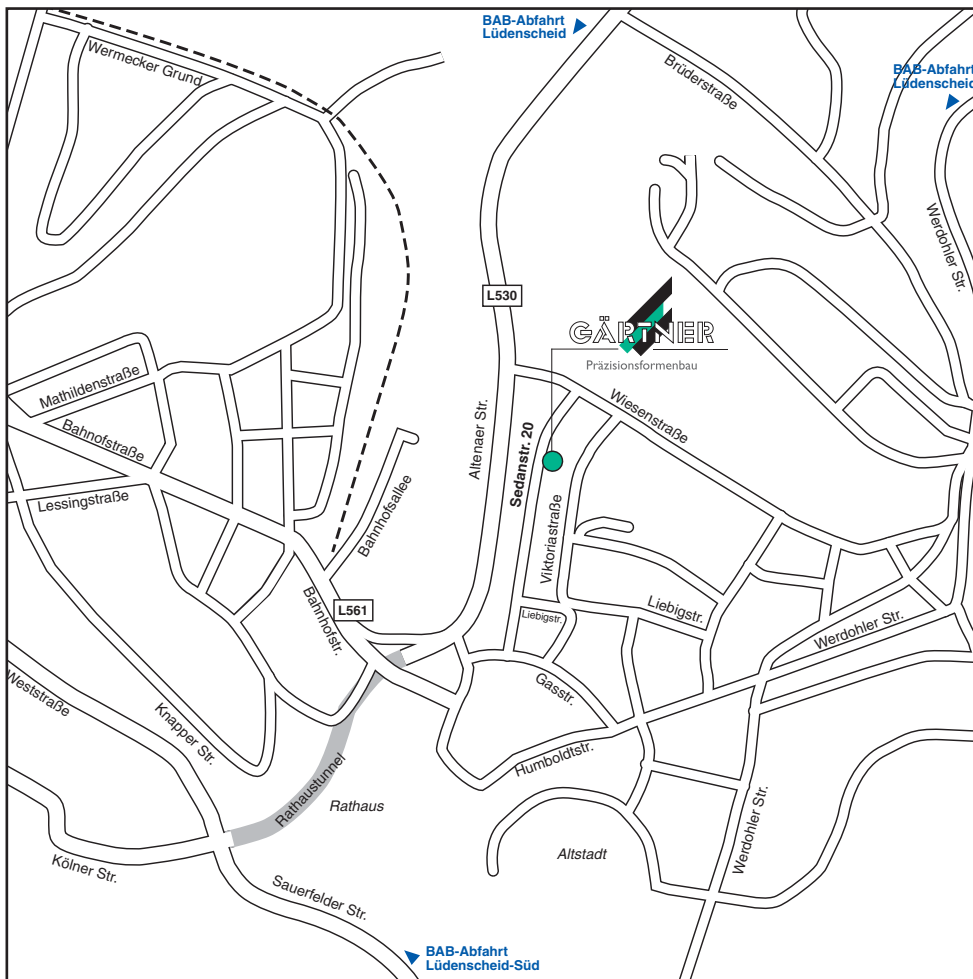 BAB-Abfahrt
Lüdenscheid
BAB-Abfahrt
Lüdenscheid
Wermecker Grund
Brüderstraße
Werdohler Str.
L530
GÄRTNER
Präzisionsformenbau
Mathildenstraße
Bahnhofstraße
Lessingstraße
Wiesenstraße
Altenaer Str.
Sedanstr. 20
Viktoriastraße
Bahnhofsallee
Bahnhofstr.
L561
Liebigstr.
Liebigstr.
Werdohler Str.
Weststraße
Knapper Str.
Gasstr.
Humboldtstr.
Rathaustunnel
Rathaus
Altstadt
Werdohler Str.
Kölner Str.
Sauerfelder Str.
BAB-Abfahrt
Lüdenscheid-Süd